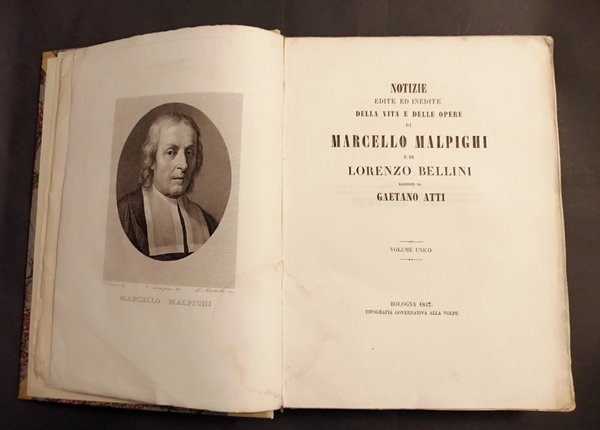 MARCELLO MALPIGHI
NOTIZIE
EDITE ED INEDITE
DELLA VITA E DELLE OPERE
DI
MARCELLO MALPIGHI
E DI
LORENZO BELLINI
RACCOLTE DA
GAETANO ATTI
VOLUME UNICO
BOLOGNA 1847.
TIPOGRAFIA GOVERNATIVA ALLA VOLPE